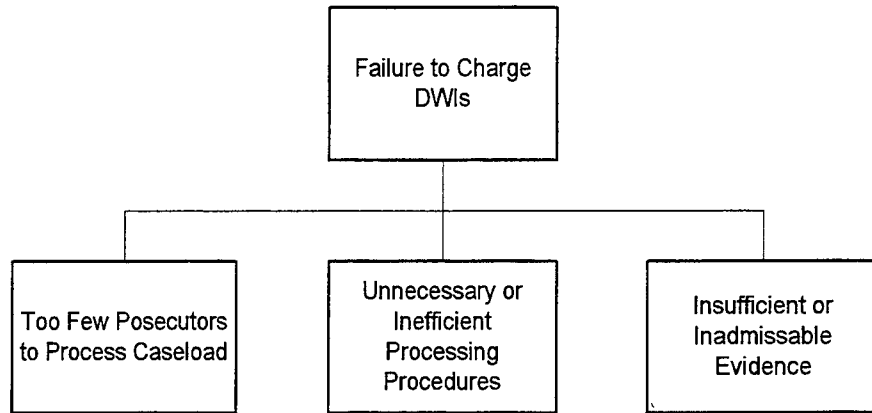 Failure to Charge
DWIs
Too Few Posecutors
to Process Caseload
Unnecessary or
Inefficient
Processing
Procedures
Insufficient or
Inadmissable
Evidence